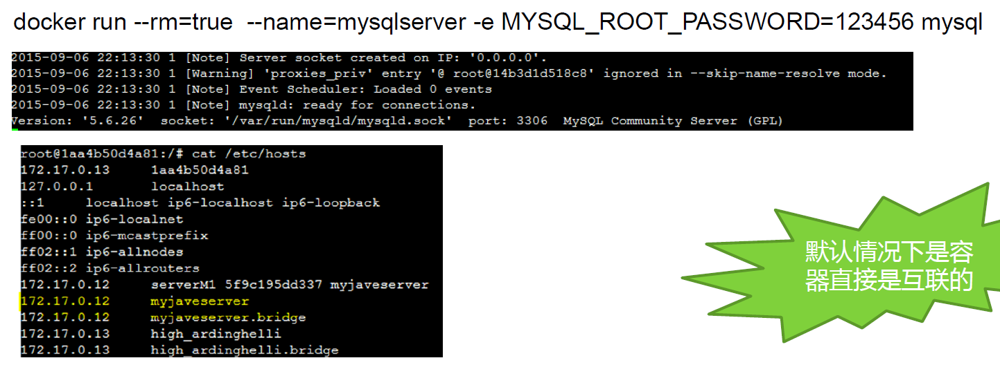 docker run --rm=true --name=mysqlserver -e MYSQL_ROOT_PASSWORD=123456 mysql
2015-09-06 22:13:30 1 [Note] Server socket created on IP: '0.0.0.0'.
2015-09-06 22:13:30 1 [Warning] 'proxies_priv' entry '@ root@14b3d1d518c8' ignored in --skip-name-resolve mode.
2015-09-06 22:13:30 1 [Note] Event Scheduler: Loaded 0 events
2015-09-06 22:13:30 1 [Note] mysqld: ready for connections.
Version: '5.6.26'  socket: '/var/run/mysqld/mysqld.sock'  port: 3306  MySQL Community Server (GPL)
root@1aa4b50d4a81:/# cat /etc/hosts
172.17.0.13     1aa4b50d4a81
127.0.0.1       localhost
::1     localhost ip6-localhost ip6-loopback
fe00::0 ip6-localnet
ff00::0 ip6-mcastprefix
ff02::1 ip6-allnodes
ff02::2 ip6-allrouters
172.17.0.12     serverM1 5f9c195dd337 myjaveserver
172.17.0.12     myjaveserver
172.17.0.12     myjaveserver.bridge
172.17.0.13     high_ardinghelli
172.17.0.13     high_ardinghelli.bridge
默认情况下是容
器直接是互联的